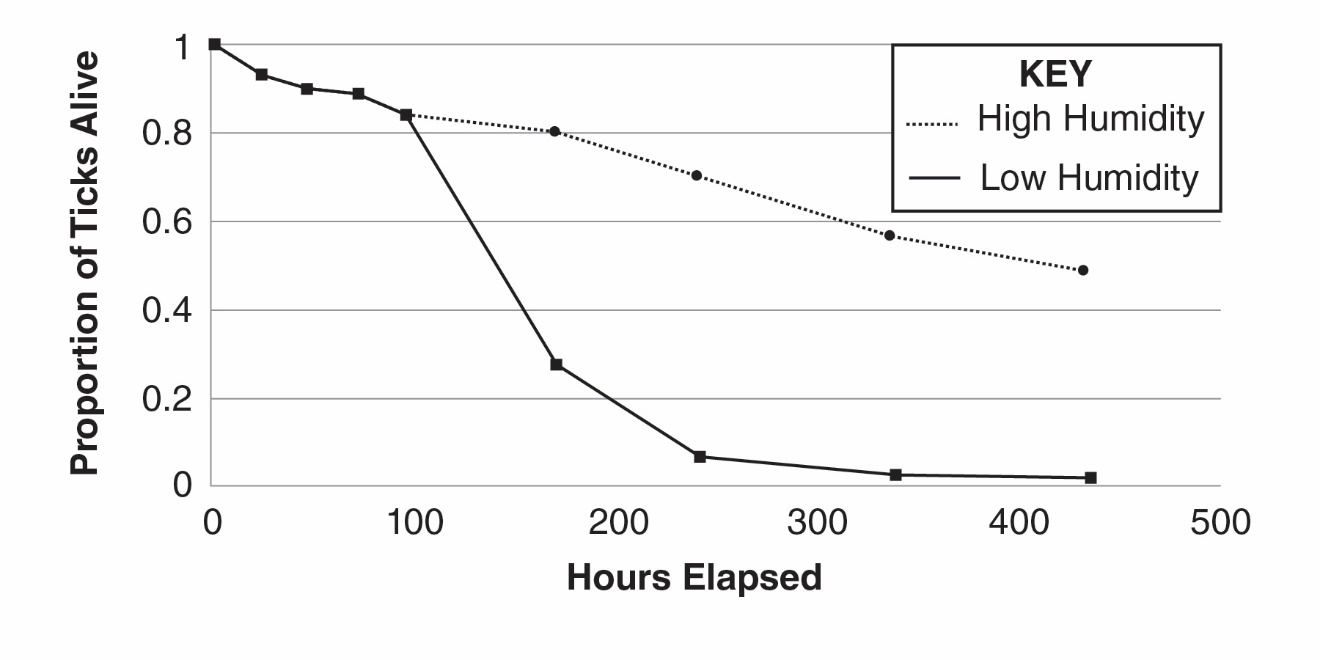 Proportion of Ticks Alive
1
0.8
0.6
0.4
0.2
0
KEY
High Humidity
Low Humidity
0 100 200 300 400 500
Hours Elapsed